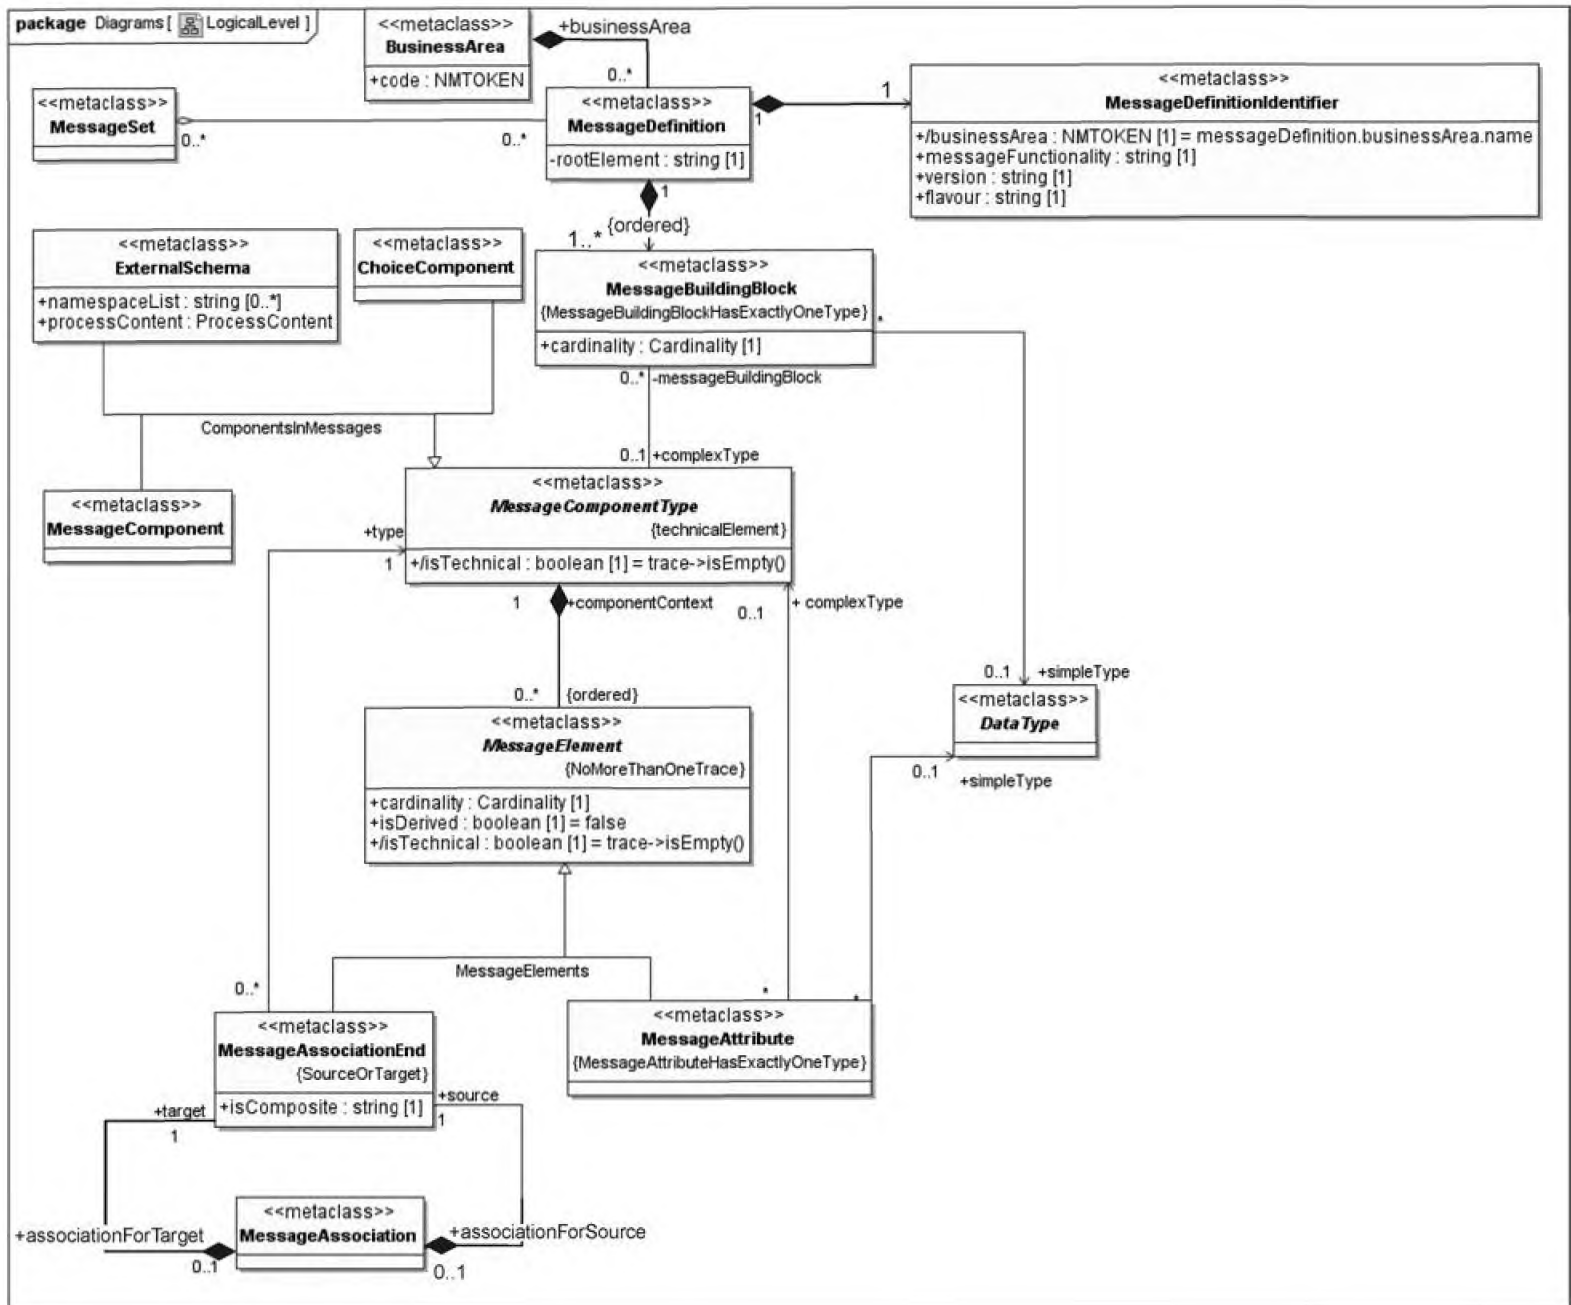 package Diagrams [ LogicalLevel ]
<<metaclass>>
BusinessArea
+code : NMTOKEN
+businessArea
0..*
<<metaclass>>
MessageSet
0..*
0..*
<<metaclass>>
MessageDefinition
-rootElement : string [1]
1
1
<<metaclass>>
MessageDefinitionIdentifier
+/businessArea : NMTOKEN [1] = messageDefinition.businessArea.name
+messageFunctionality : string [1]
+version : string [1]
+flavour : string [1]
1
{ordered}
1..*
<<metaclass>>
ExternalSchema
+namespaceList : string [0..*]
+processContent : ProcessContent
<<metaclass>>
ChoiceComponent
<<metaclass>>
MessageBuildingBlock
{MessageBuildingBlockHasExactlyOneType}
+cardinality : Cardinality [1]
*
0..* -messageBuildingBlock
ComponentsInMessages
0..1 +complexType
<<metaclass>>
MessageComponent
<<metaclass>>
MessageComponentType
{technicalElement}
+/isTechnical : boolean [1] = trace->isEmpty()
+type
1
1 +componentContext
0..1 + complexType
0..* {ordered}
0..1 +simpleType
<<metaclass>>
DataType
0..1
+simpleType
<<metaclass>>
MessageElement
{NoMoreThanOneTrace}
+cardinality : Cardinality [1]
+isDerived : boolean [1] = false
+/isTechnical : boolean [1] = trace->isEmpty()
MessageElements
0..*
*
*
<<metaclass>>
MessageAssociationEnd
{SourceOrTarget}
+isComposite : string [1]
<<metaclass>>
MessageAttribute
{MessageAttributeHasExactlyOneType}
+target
1
+source
1
<<metaclass>>
MessageAssociation
+associationForTarget
0..1
+associationForSource
0..1